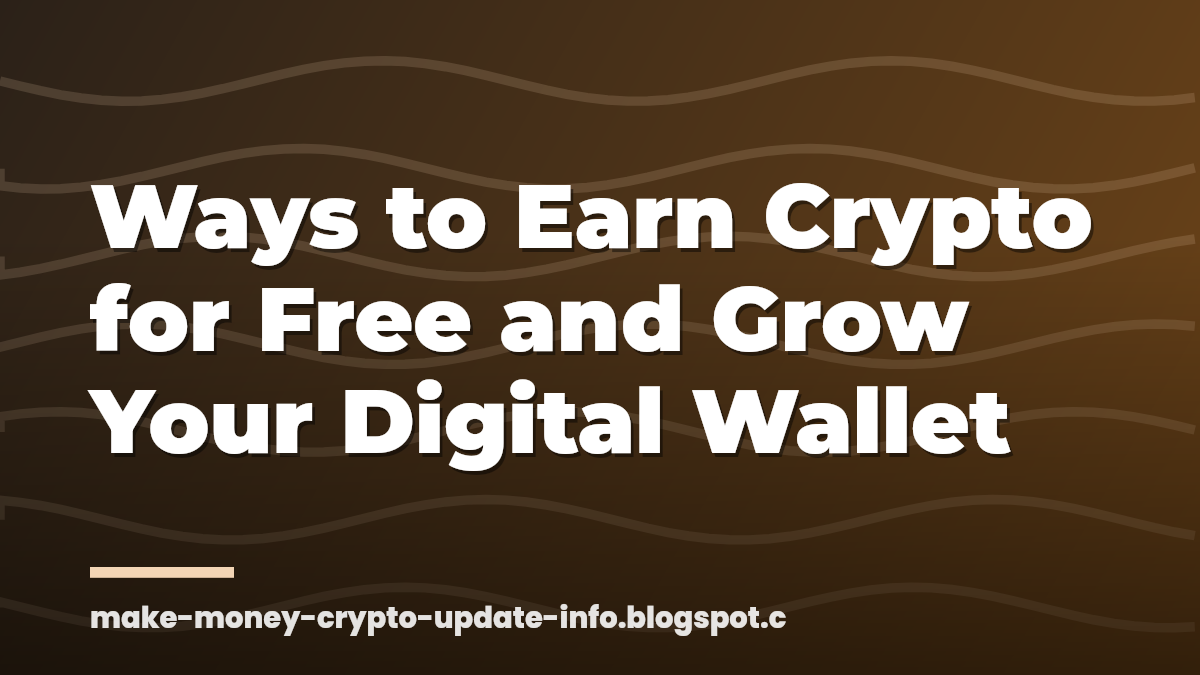 Ways to Earn Crypto
for Free and Grow
Your Digital Wallet
make-money-crypto-update-info.blogspot.c